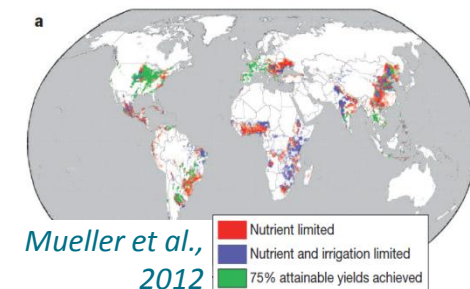 a
Mueller et al.,
2012
Nutrient limited
Nutrient and irrigation limited
75% attainable yields achieved